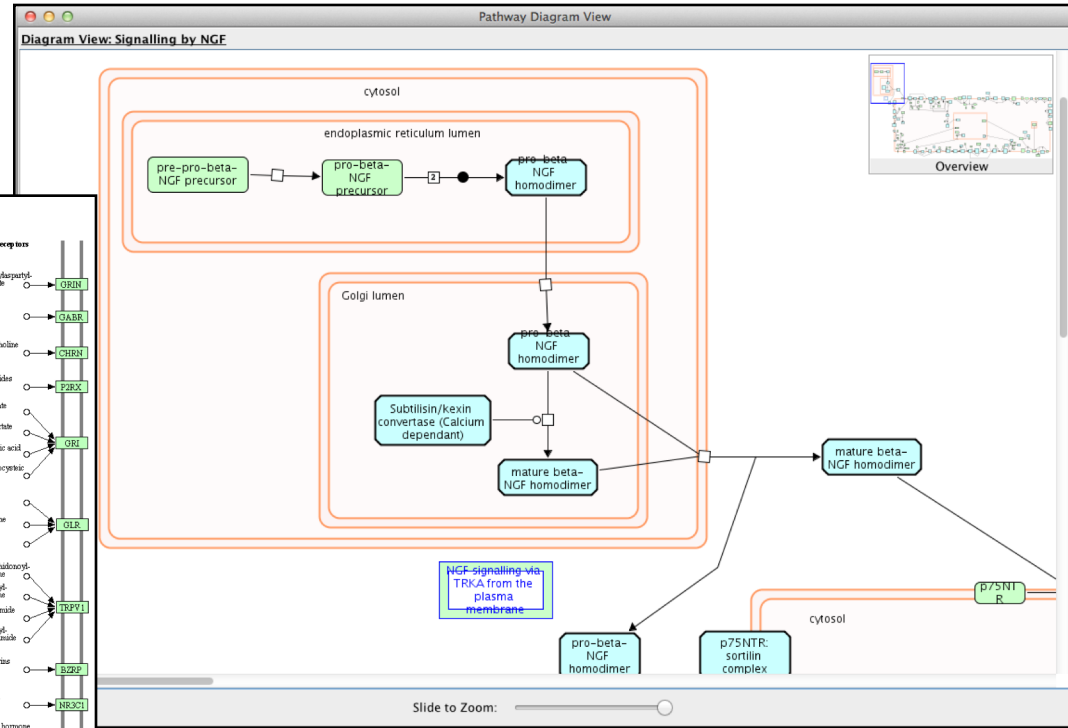 Pathway Diagram View
Diagram View: Signalling by NGF
cytosol
endoplasmic reticulum lumen
pre-pro-beta-
NGF precursor
pro-beta-
NGF
precursor
2
pro-beta-
NGF
homodimer
Overview
Golgi lumen
pro-beta-
NGF
homodimer
Subtilisin/kexin
convertase (Calcium
dependant)
mature beta-
NGF homodimer
mature beta-
NGF homodimer
NGF signalling via
TRKA from the
plasma
membrane
p75NT
R
cytosol
pro-beta-
NGF
homodimer
p75NTR:
sortilin
complex
Slide to Zoom:
GRIN
GABR
CHRN
P2RX
GRI
GLR
TRPV1
BZRP
NR3C1